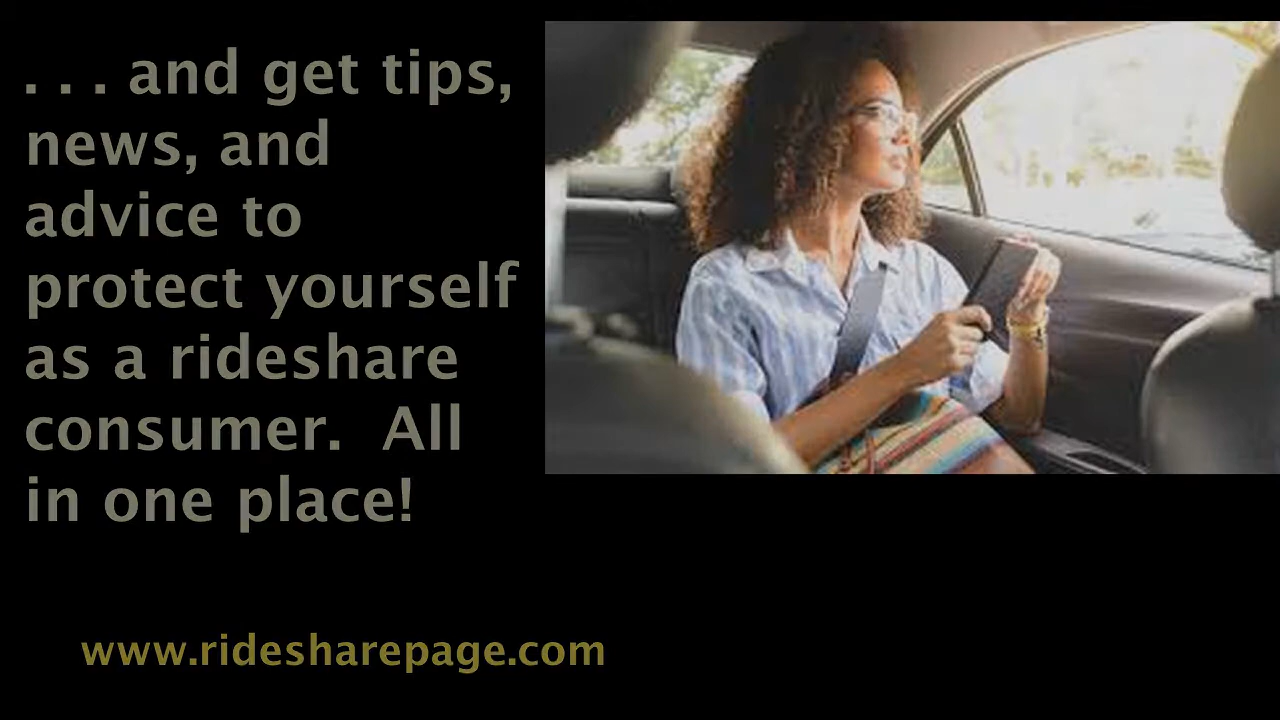 . . . and get tips,
news, and
advice to
protect yourself
as a rideshare
consumer.  All
in one place!
www.ridesharepage.com